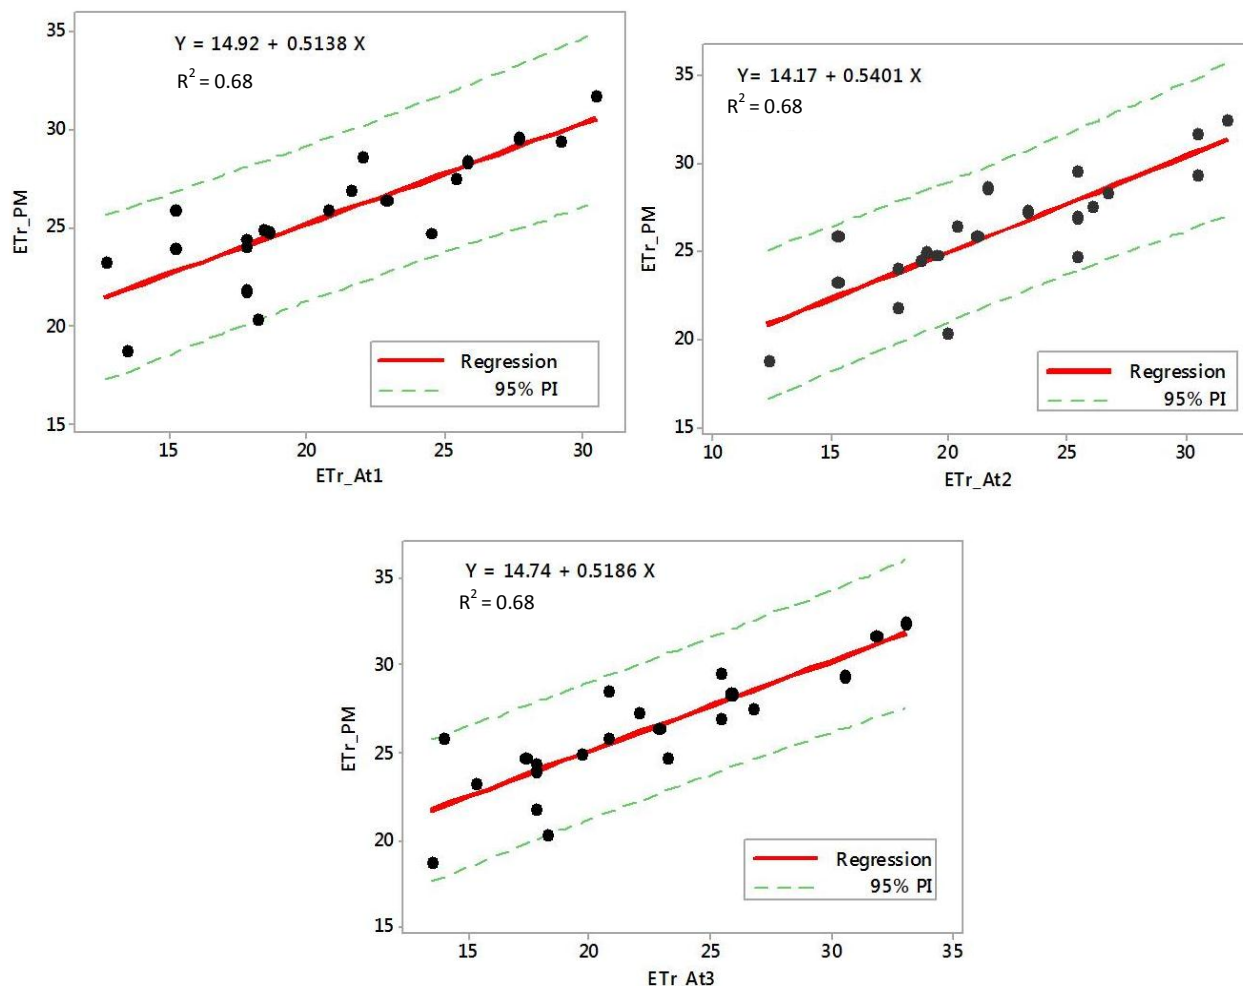 Y = 14.92 + 0.5138 X
R² = 0.68
35
30
25
20
15
ETr_PM
Regression
95% PI
15 20 25 30
ETr_At1
Y= 14.17 + 0.5401 X
R² = 0.68
35
30
25
20
15
ETr_PM
Regression
95% PI
10 15 20 25 30
ETr_At2
Y = 14.74 + 0.5186 X
R² = 0.68
35
30
25
20
15
ETr_PM
Regression
95% PI
15 20 25 30 35
ETr_At3